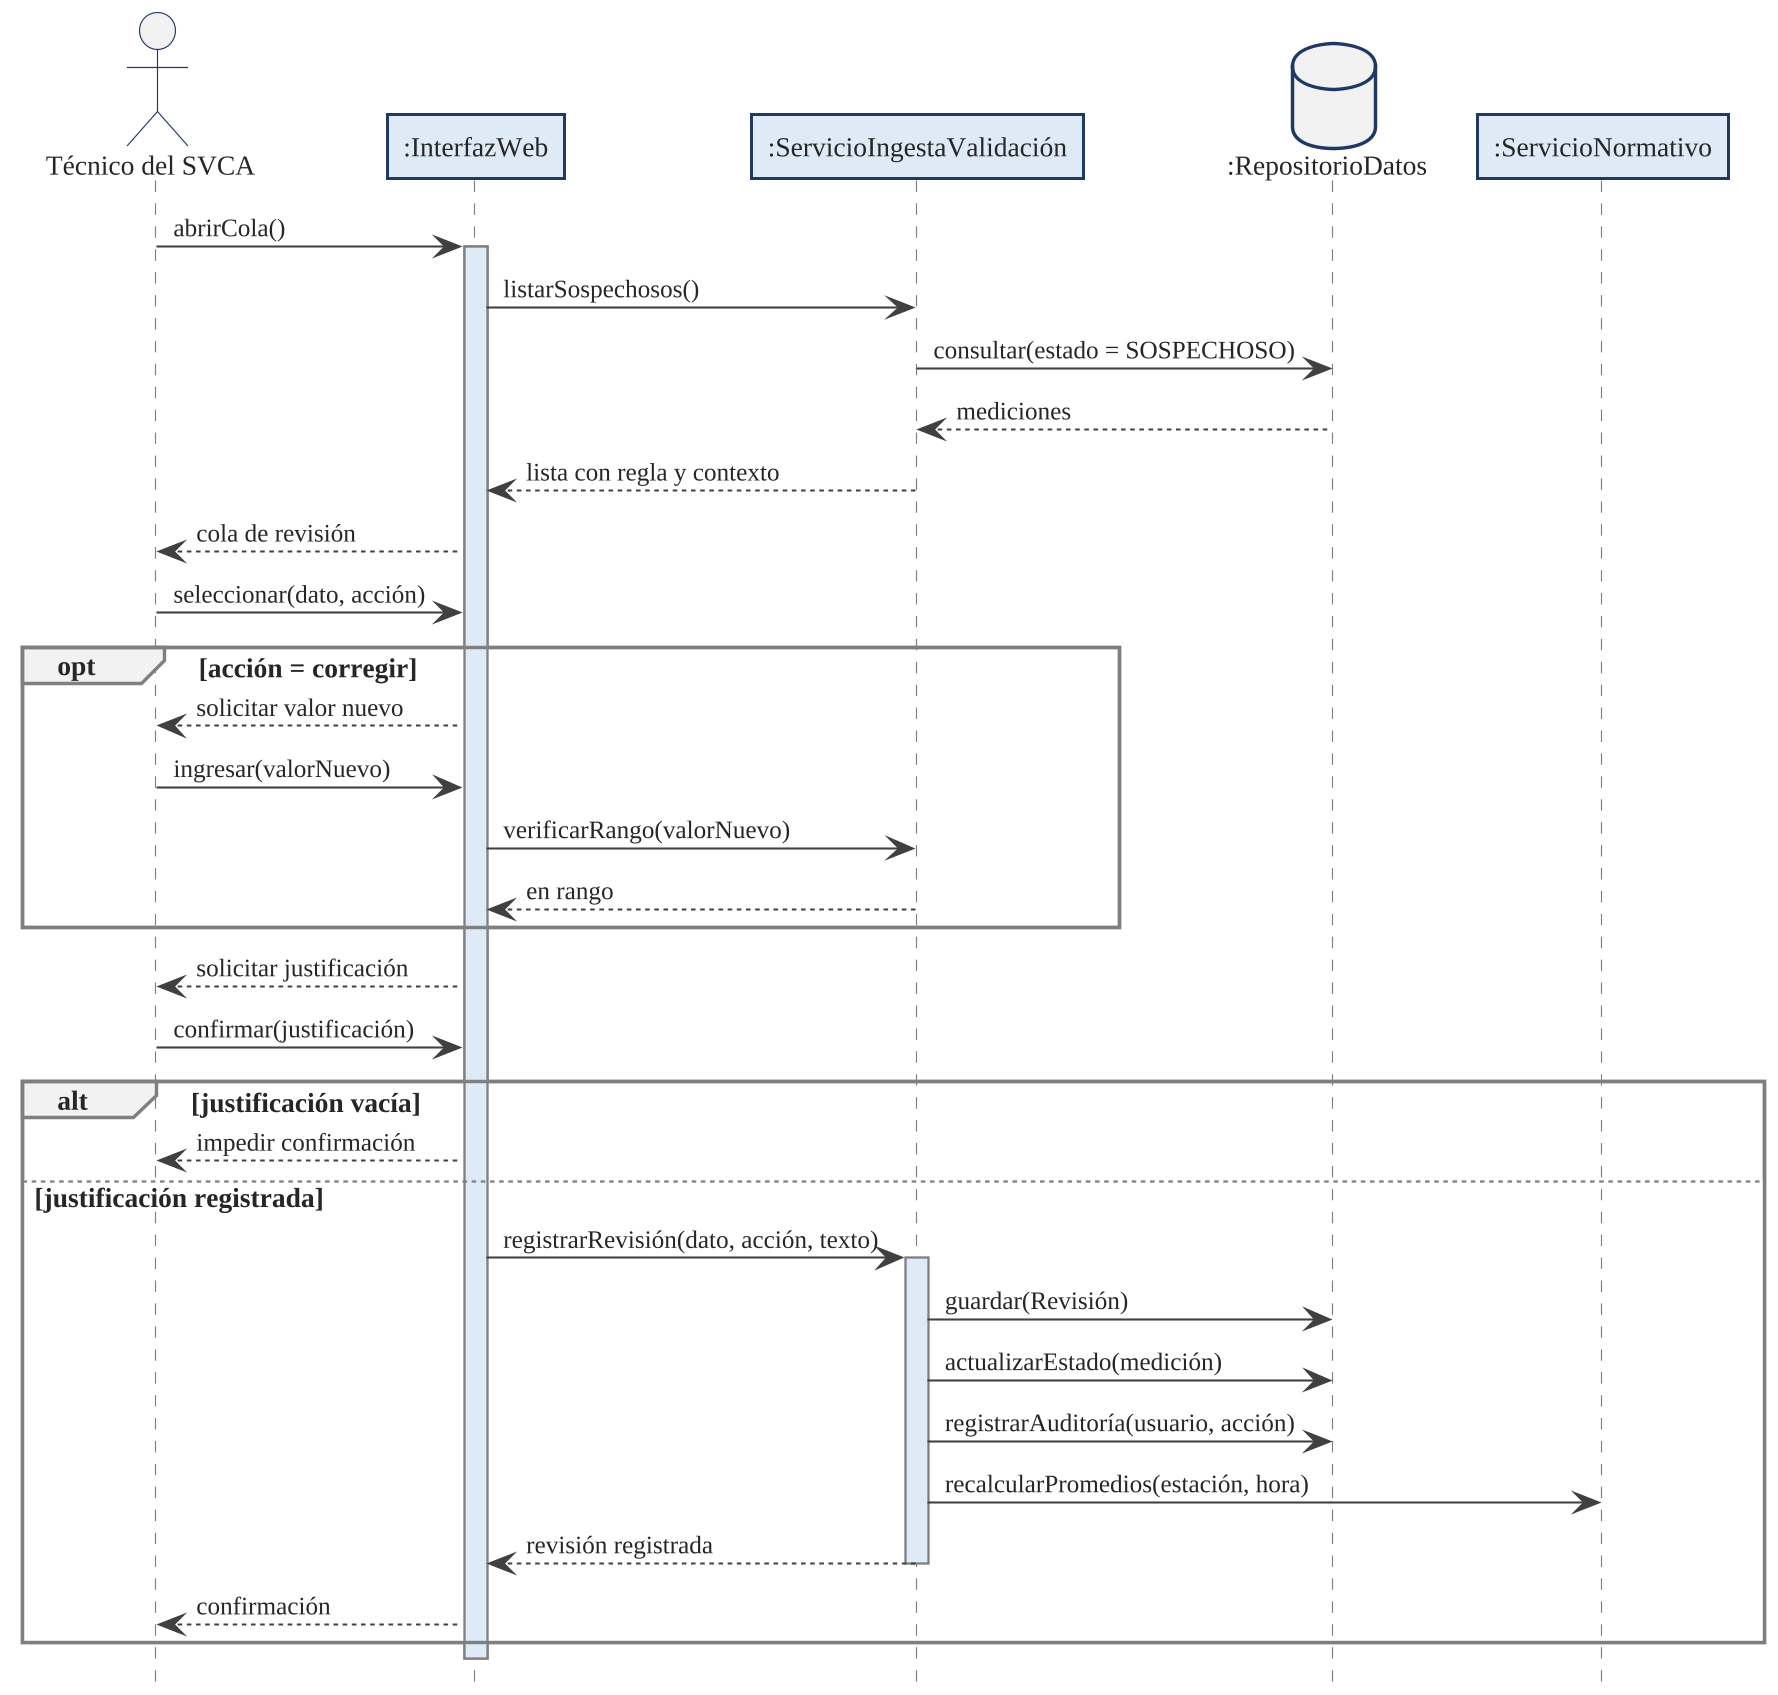 Técnico del SVCA
:InterfazWeb
:ServicioIngestaValidación
:RepositorioDatos
:ServicioNormativo
abrirCola()
listarSospechosos()
consultar(estado = SOSPECHOSO)
mediciones
lista con regla y contexto
cola de revisión
seleccionar(dato, acción)
opt
[acción = corregir]
solicitar valor nuevo
ingresar(valorNuevo)
verificarRango(valorNuevo)
en rango
solicitar justificación
confirmar(justificación)
alt
[justificación vacía]
impedir confirmación
[justificación registrada]
registrarRevisión(dato, acción, texto)
guardar(Revisión)
actualizarEstado(medición)
registrarAuditoría(usuario, acción)
recalcularPromedios(estación, hora)
revisión registrada
confirmación